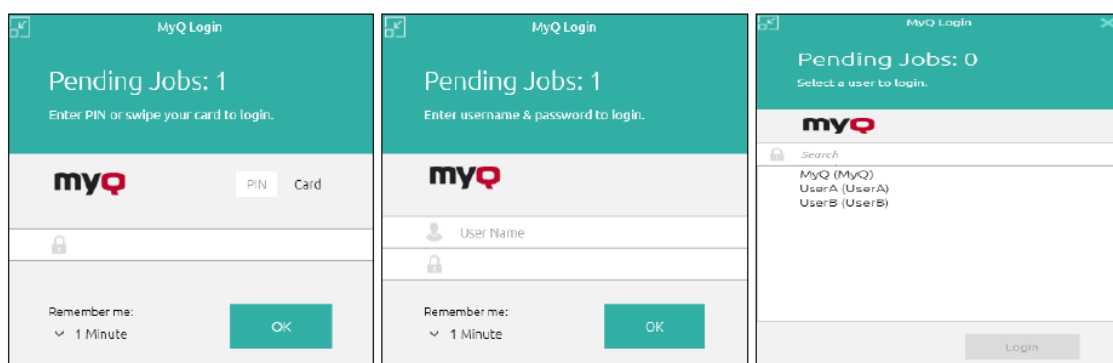 MyQ Login
Pending Jobs: 1
Enter PIN or swipe your card to login.
myQ
PIN Card
Remember me:
1 Minute
OK
MyQ Login
Pending Jobs: 1
Enter username & password to login.
myQ
User Name
Remember me:
1 Minute
OK
MyQ Login
Pending Jobs: 0
Select a user to login.
myQ
Search
MyQ (MyQ)
UserA (UserA)
UserB (UserB)
Login